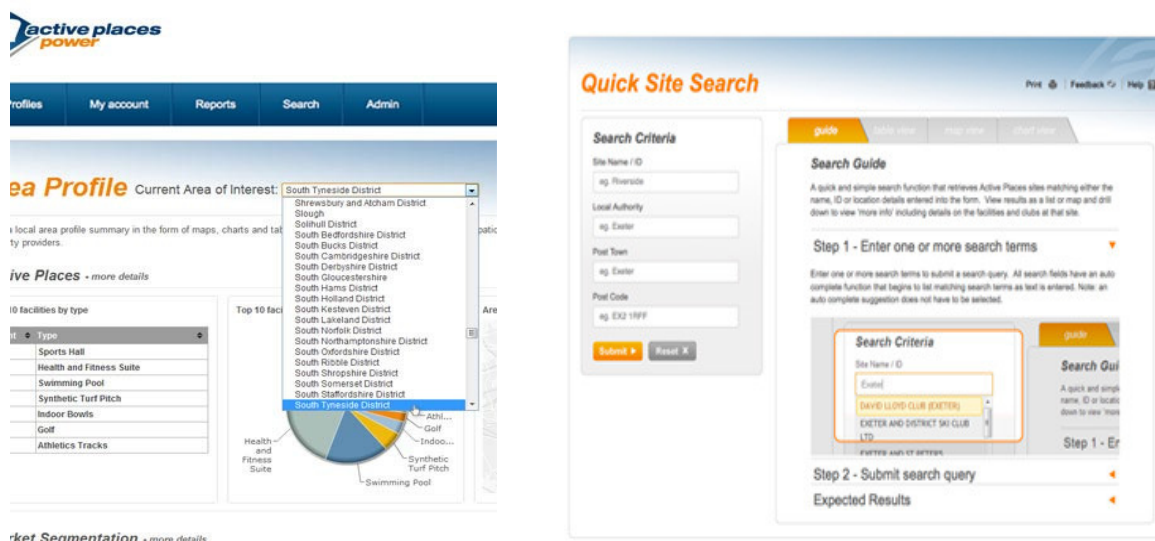 active places
power
rofiles My account Reports Search Admin
ea Profile Current Area of Interest: South Tyneside District
Shrewsbury and Atcham District
Slough
Solihull District
South Bedfordshire District
South Bucks District
South Cambridgeshire District
South Derbyshire District
South Gloucestershire
South Hams District
South Holland District
South Kesteven District
South Lakeland District
South Norfolk District
South Northamptonshire District
South Oxfordshire District
South Ribble District
South Shropshire District
South Somerset District
South Staffordshire District
South Tyneside District
local area profile summary in the form of maps, charts and tab
ty providers.
ive Places - more details
10 facilities by type
Top 10 faci
Are
nt Type
Sports Hall
Health and Fitness Suite
Swimming Pool
Synthetic Turf Pitch
Indoor Bowls
Golf
Athletics Tracks
Athl...
Golf
Indoo...
Synthetic
Turf Pitch
Swimming Pool
Health
and
Fitness
Suite
rket Segmentation - more details
Quick Site Search
Print Feedback Help
Search Criteria
Site Name / ID
eg. Riverside
Local Authority
eg. Exeter
Post Town
eg. Exeter
Post Code
eg. EX2 1RFF
Submit Reset X
guide table view map view chart view
Search Guide
A quick and simple search function that retrieves Active Places sites matching either the
name, ID or location details entered into the form. View results as a list or map and drill
down to view 'more info' including details on the facilities and clubs at that site.
Step 1 - Enter one or more search terms
Enter one or more search terms to submit a search query. All search fields have an auto
complete function that begins to list matching search terms as text is entered. Note: an
auto complete suggestion does not have to be selected.
Search Criteria
Site Name / ID
Exeter
DAVID LLOYD CLUB (EXETER)
EXETER AND DISTRICT SKI CLUB
LTD
EXETER AND ST PETERS
guide
Search Gui
A quick and simpl
name, ID or locatio
down to view 'more
Step 1 - Er
Step 2 - Submit search query
Expected Results